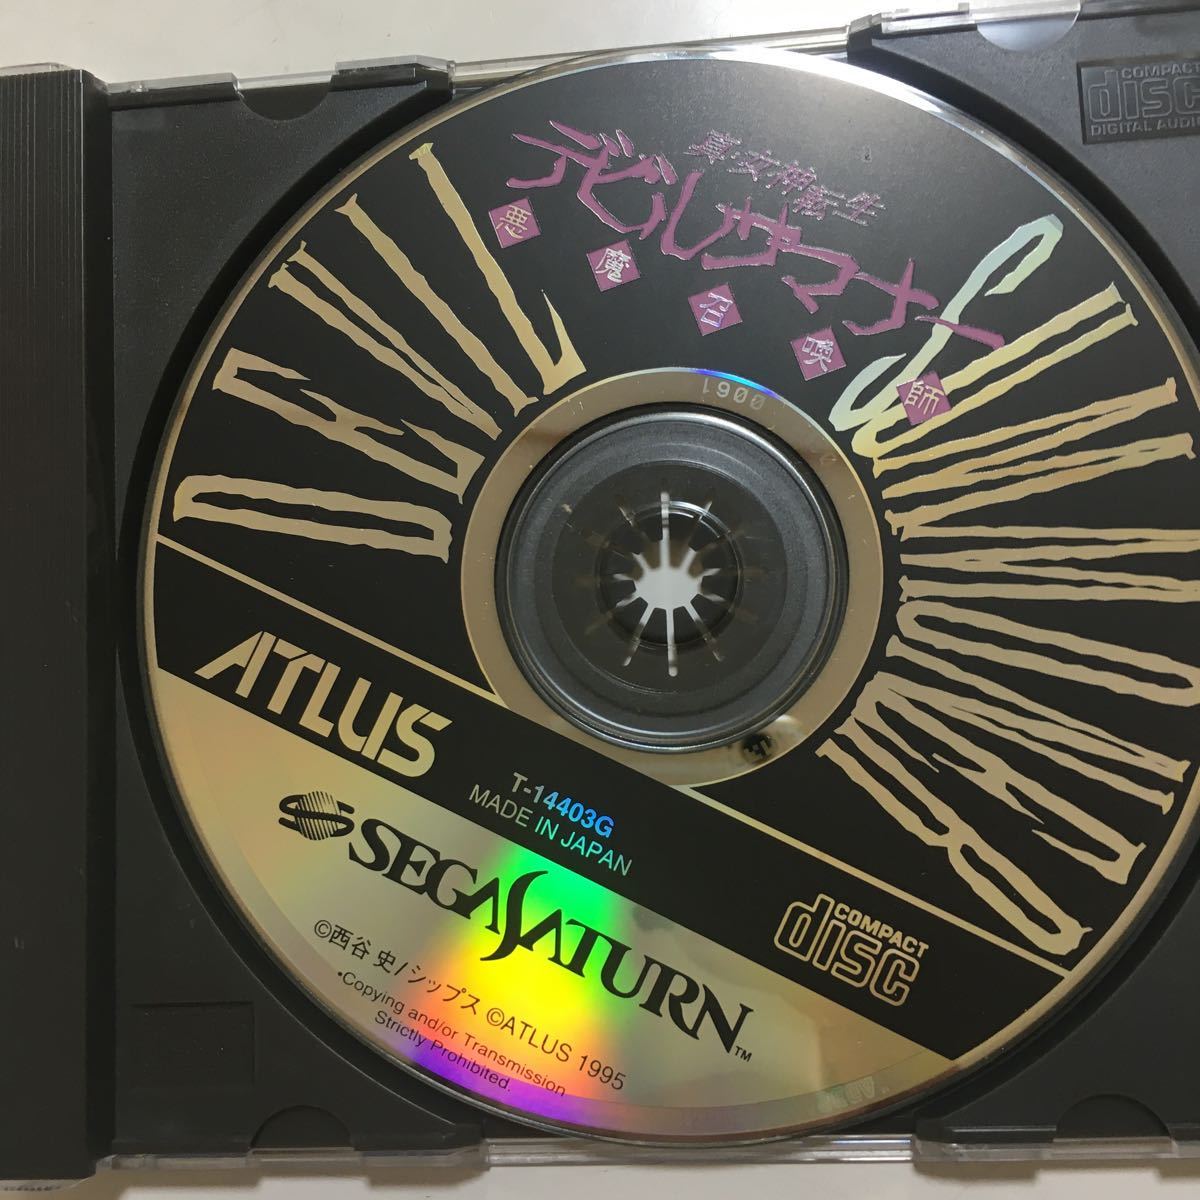 真・女神転生
デビルサマナー
悪魔召喚師
DEVIL SUMMONER
ATLUS
T-14403G
MADE IN JAPAN
SEGA SATURN™
COMPACT
disc
©西谷 史/シップス ©ATLUS 1995
•Copying and/or Transmission
Strictly Prohibited.
COMPACT
disc
DIGITAL AUDIO